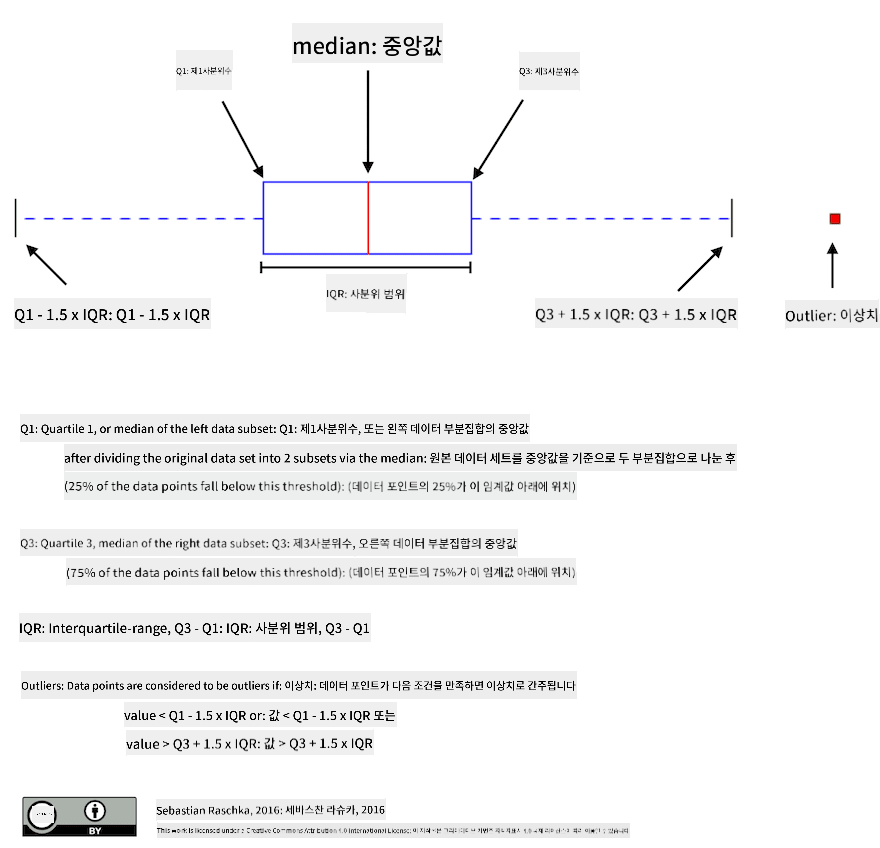 median: 중앙값
Q1: 제1사분위수
Q3: 제3사분위수
IQR: 사분위 범위
Q1 - 1.5 x IQR: Q1 - 1.5 x IQR
Q3 + 1.5 x IQR: Q3 + 1.5 x IQR
Outlier: 이상치
Q1: Quartile 1, or median of the left data subset: Q1: 제1사분위수, 또는 왼쪽 데이터 부분집합의 중앙값
after dividing the original data set into 2 subsets via the median: 원본 데이터 세트를 중앙값을 기준으로 두 부분집합으로 나눈 후
(25% of the data points fall below this threshold): (데이터 포인트의 25%가 이 임계값 아래에 위치)
Q3: Quartile 3, median of the right data subset: Q3: 제3사분위수, 오른쪽 데이터 부분집합의 중앙값
(75% of the data points fall below this threshold): (데이터 포인트의 75%가 이 임계값 아래에 위치)
IQR: Interquartile-range, Q3 - Q1: IQR: 사분위 범위, Q3 - Q1
Outliers: Data points are considered to be outliers if: 이상치: 데이터 포인트가 다음 조건을 만족하면 이상치로 간주됩니다
value < Q1 - 1.5 x IQR or: 값 < Q1 - 1.5 x IQR 또는
value > Q3 + 1.5 x IQR: 값 > Q3 + 1.5 x IQR
BY
Sebastian Raschka, 2016: 세바스찬 라슈카, 2016
This work is licensed under a Creative Commons Attribution 4.0 International License: